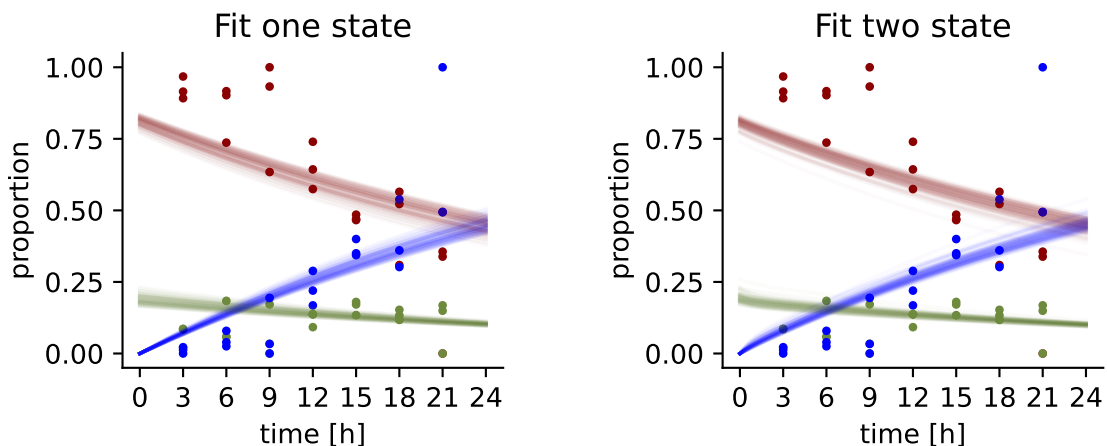 Fit one state
1.00
0.75
0.50
0.25
0.00
proportion
0 3 6 9 12 15 18 21 24
time [h]
Fit two state
1.00
0.75
0.50
0.25
0.00
proportion
0 3 6 9 12 15 18 21 24
time [h]